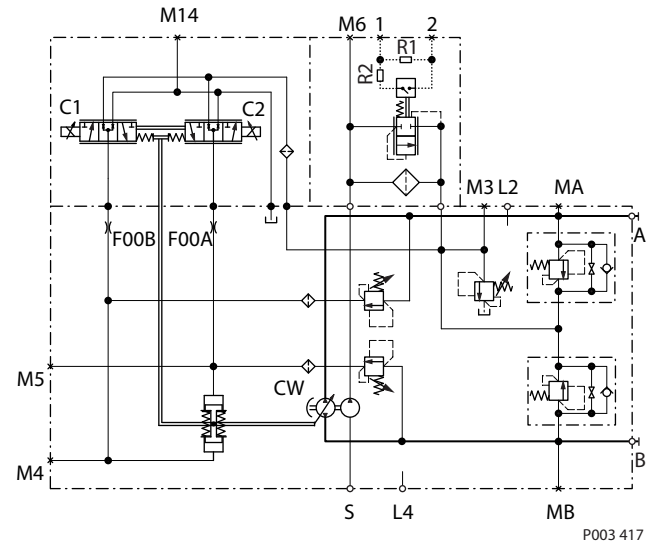 M14
M6 1 2
R1
R2
C1
C2
M3 L2 MA
F00B F00A
A
M5
CW
M4
B
S L4 MB
P003 417